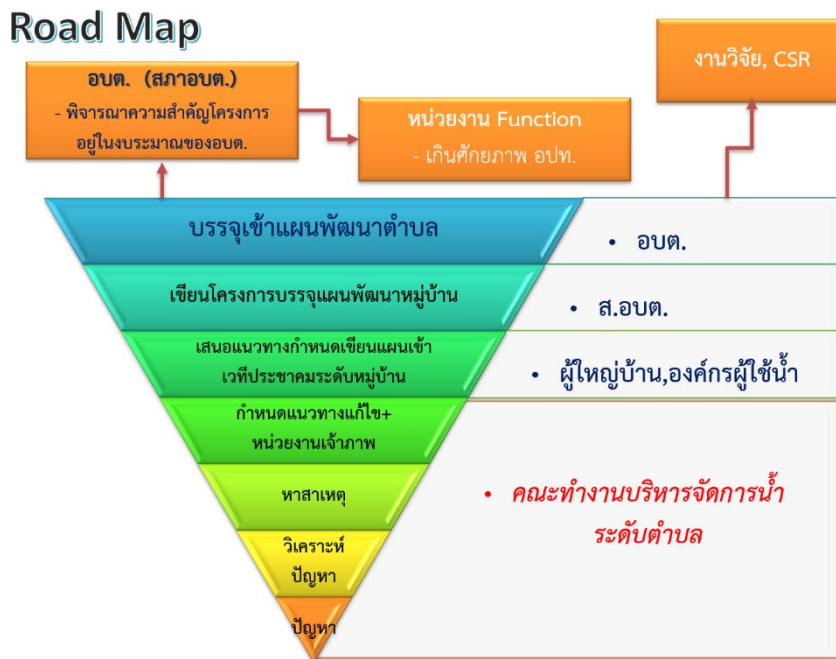 Road Map
อบต. (สภาอบต.)
- พิจารณาความสำคัญโครงการ
อยู่ในงบประมาณของอบต.
หน่วยงาน Function
- เกินศักยภาพ อปท.
งานวิจัย, CSR
บรรจุเข้าแผนพัฒนาตำบล
• อบต.
เขียนโครงการบรรจุแผนพัฒนาหมู่บ้าน
• ส.อบต.
เสนอแนวทางกำหนดเขียนแผนเข้า
เวทีประชาคมระดับหมู่บ้าน
• ผู้ใหญ่บ้าน,องค์กรผู้ใช้น้ำ
กำหนดแนวทางแก้ไข+
หน่วยงานเจ้าภาพ
หาสาเหตุ
• คณะทำงานบริหารจัดการน้ำ
ระดับตำบล
วิเคราะห์
ปัญหา
ปัญหา